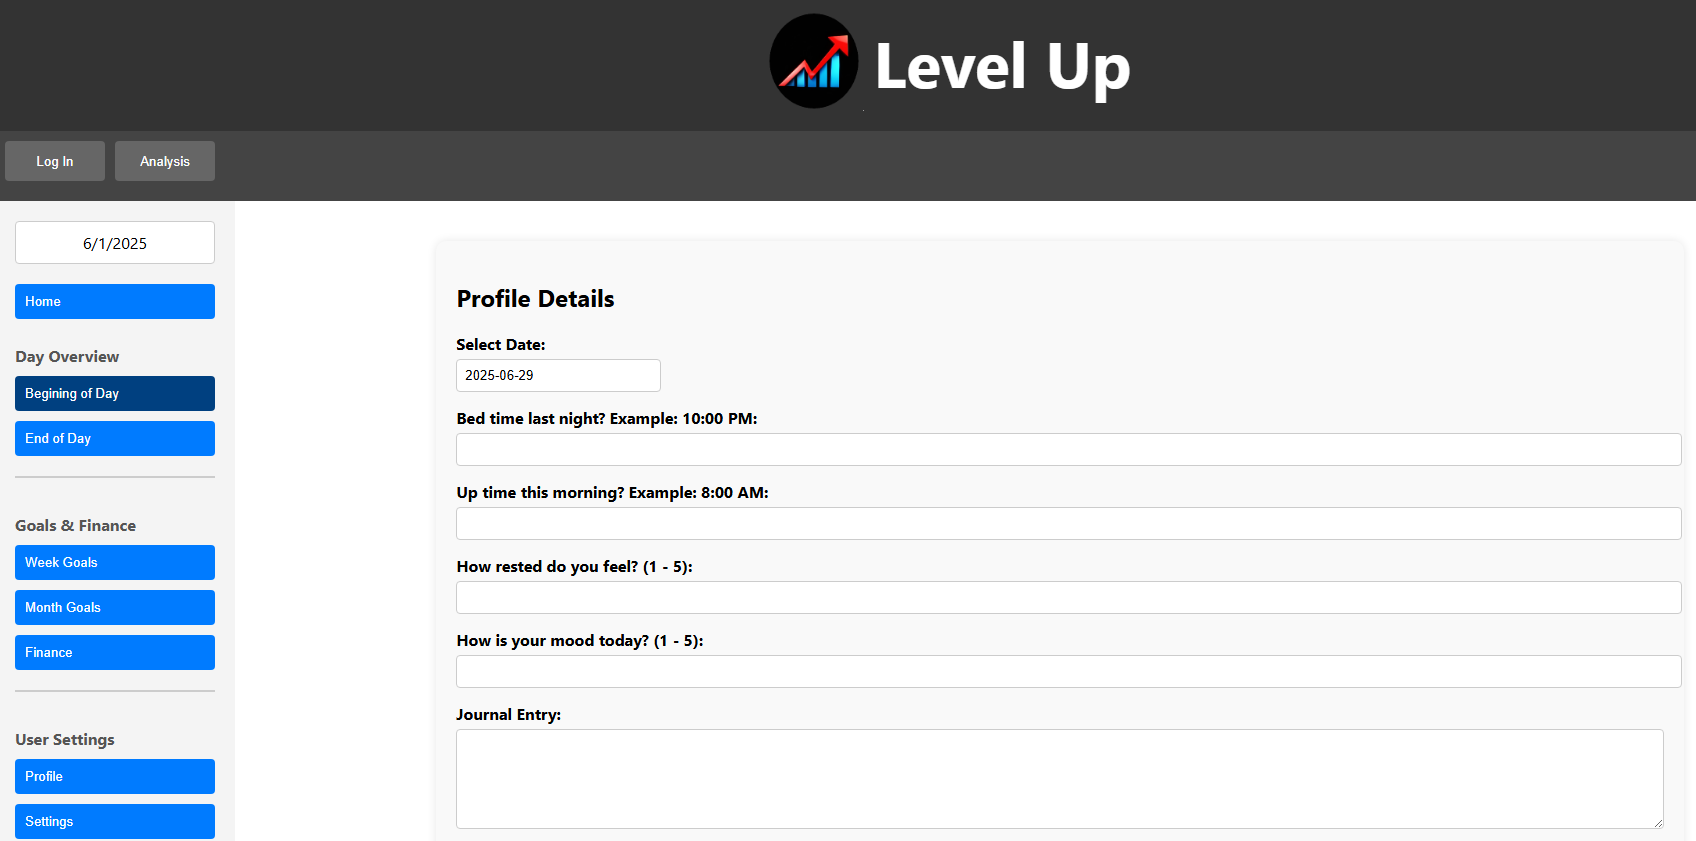 Level Up
Log In
Analysis
6/1/2025
Home
Day Overview
Begining of Day
End of Day
Goals & Finance
Week Goals
Month Goals
Finance
User Settings
Profile
Settings
Profile Details
Select Date:
2025-06-29
Bed time last night? Example: 10:00 PM:
Up time this morning? Example: 8:00 AM:
How rested do you feel? (1 - 5):
How is your mood today? (1 - 5):
Journal Entry: